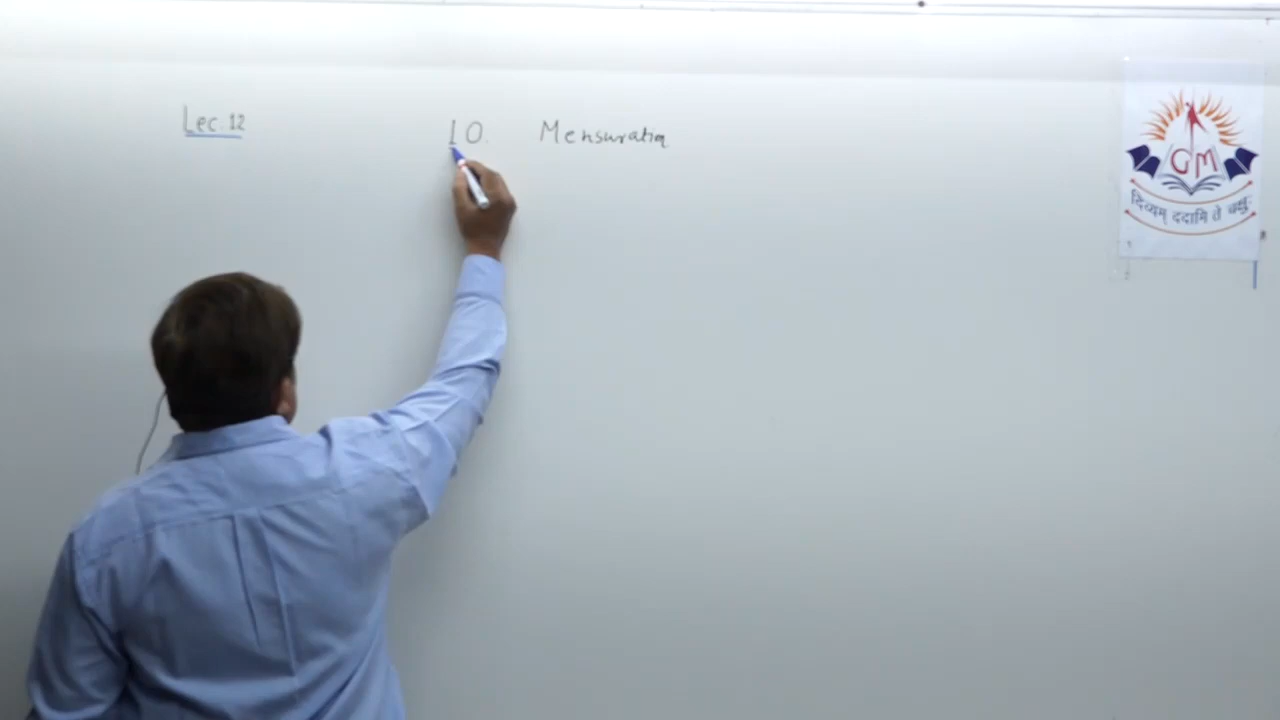 Lec. 12
10. Mensuration
GM
दिव्यम् ददामि ते चक्षुः